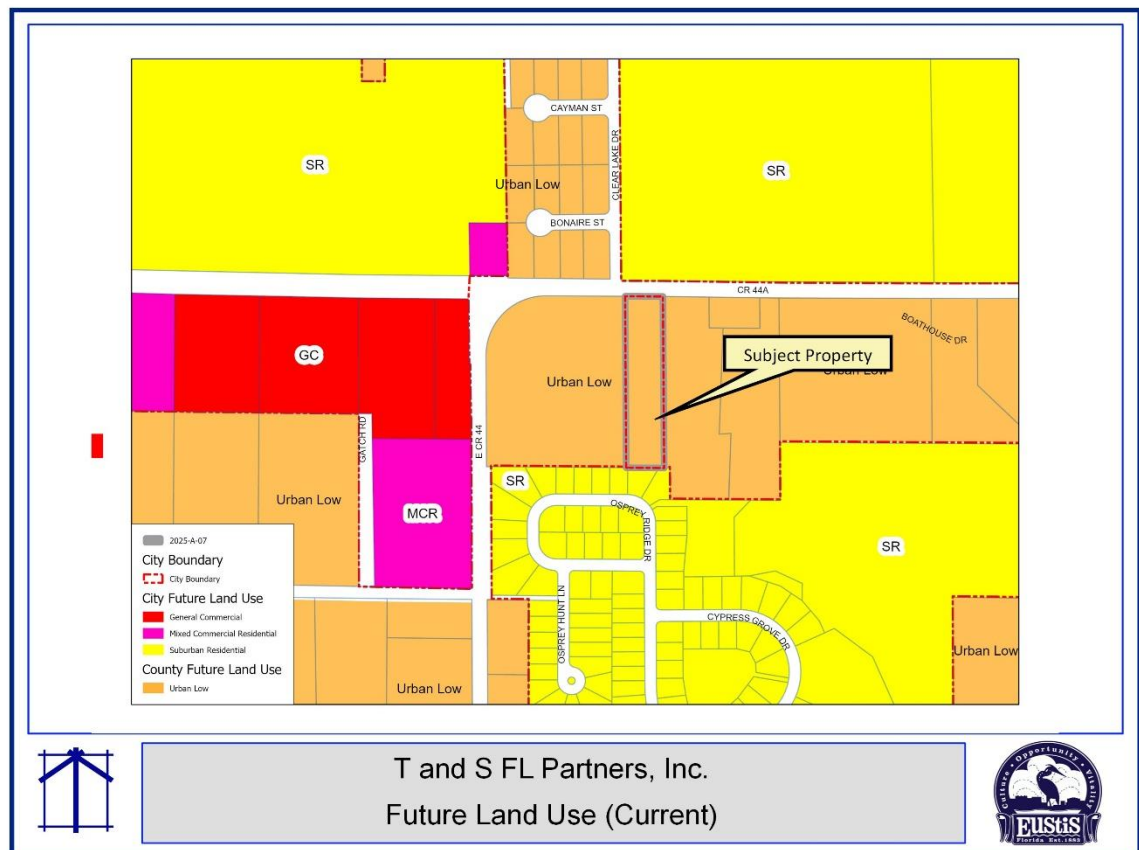 CAYMAN ST
CLEAR LAKE DR
SR
Urban Low
SR
BONAIRE ST
CR 44A
BOATHOUSE DR
GC
Subject Property
Urban Low
Urban Low
GATCH RD
E CR 44
SR
Urban Low
OSPREY RIDGE DR
MCR
SR
2025-A-07
City Boundary
City Boundary
City Future Land Use
General Commercial
Mixed Commercial Residential
Suburban Residential
County Future Land Use
Urban Low
OSPREY HUNT LN
CYPRESS GROVE DR
Urban Low
Urban Low
T and S FL Partners, Inc.
Future Land Use (Current)
Culture • Opportunity • Vitality
EUSTIS
Florida Est. 1883